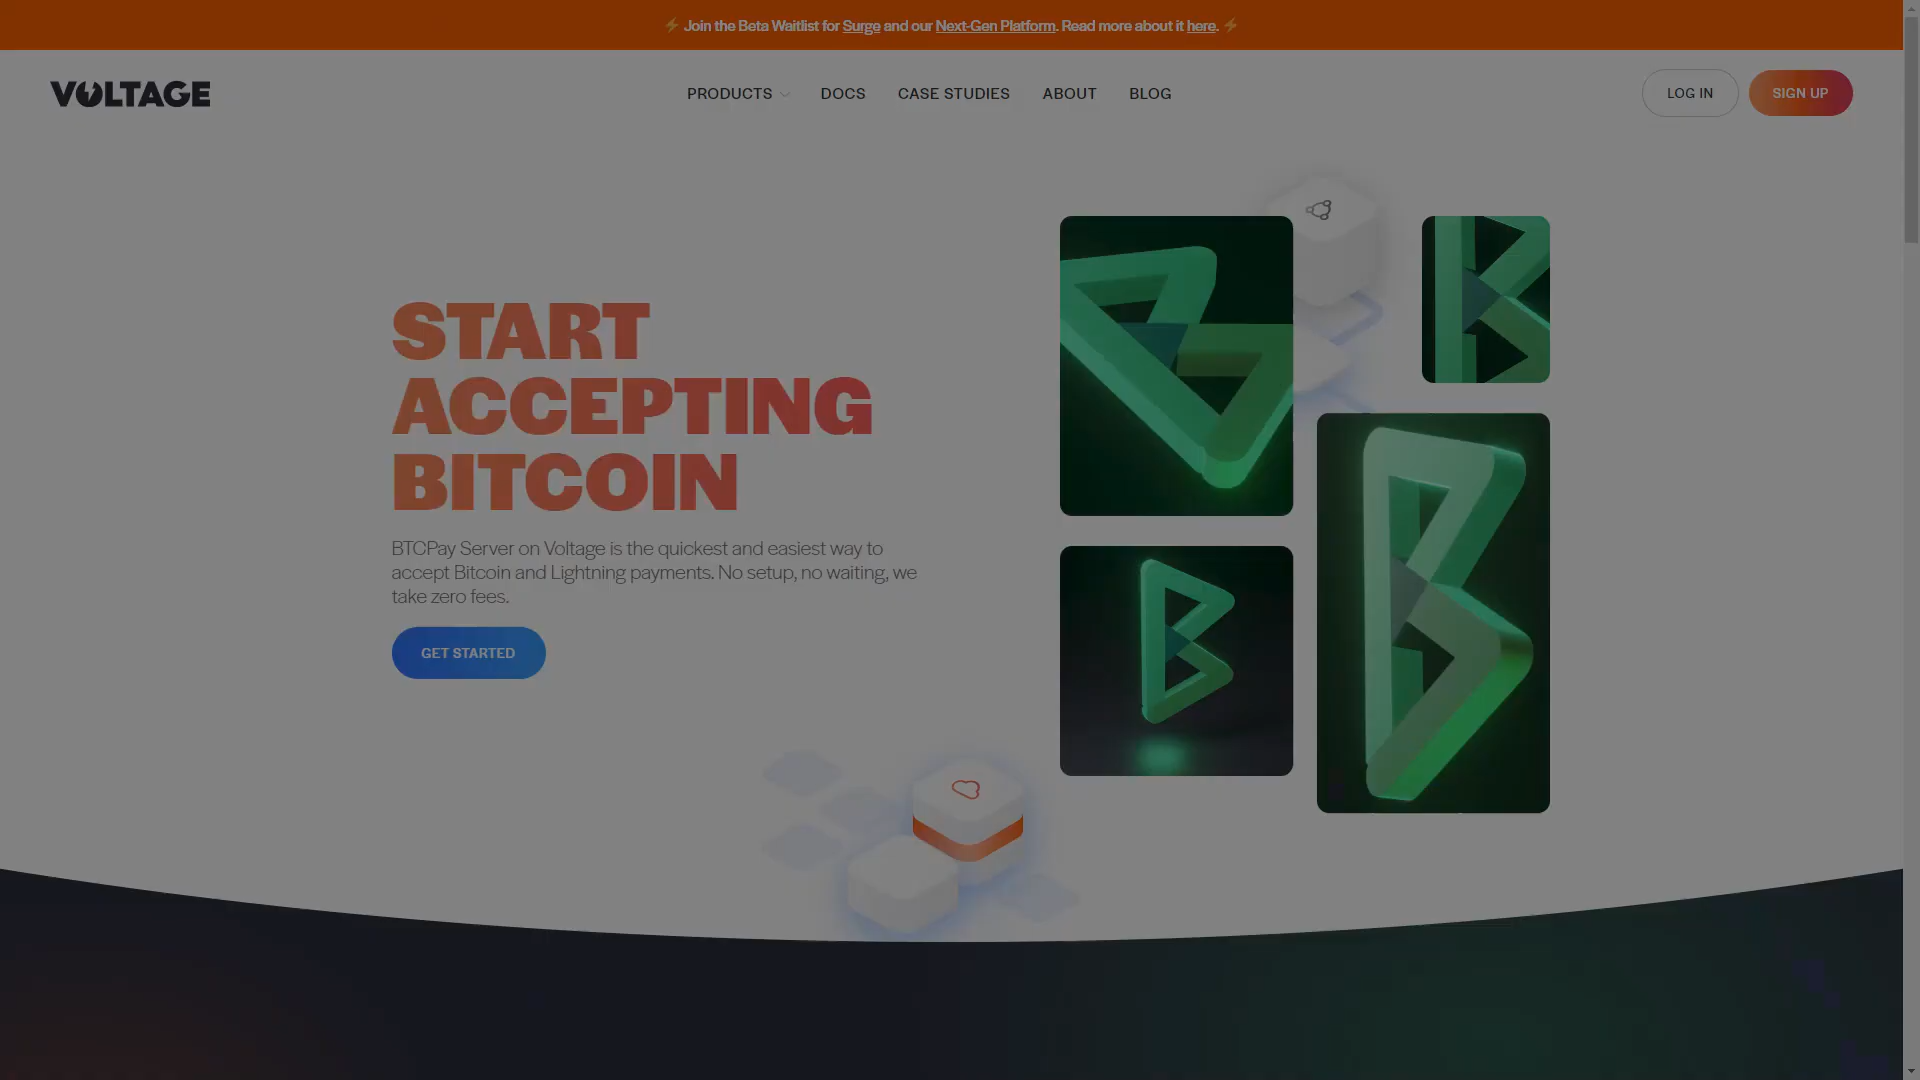 ⚡ Join the Beta Waitlist for Surge and our Next-Gen Platform. Read more about it here. ⚡
VOLTAGE
PRODUCTS
DOCS
CASE STUDIES
ABOUT
BLOG
LOG IN
SIGN UP
START
ACCEPTING
BITCOIN
BTCPay Server on Voltage is the quickest and easiest way to
accept Bitcoin and Lightning payments. No setup, no waiting, we
take zero fees.
GET STARTED